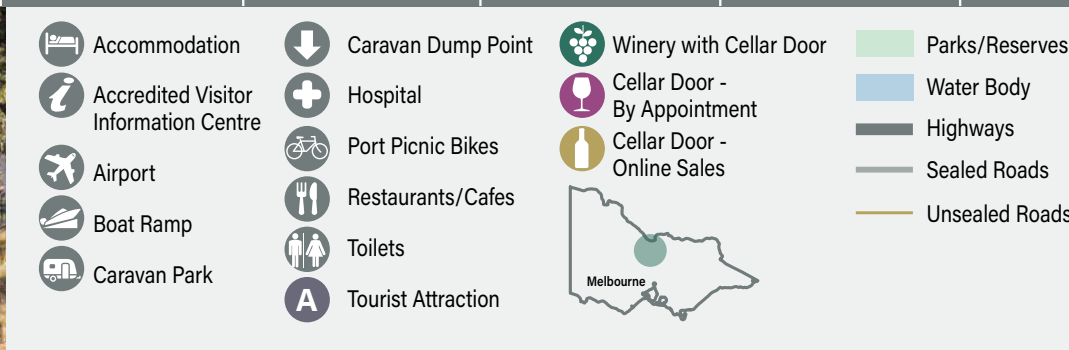 Accommodation
Accredited Visitor
Information Centre
Airport
Boat Ramp
Caravan Park
Caravan Dump Point
Hospital
Port Picnic Bikes
Restaurants/Cafes
Toilets
A Tourist Attraction
Winery with Cellar Door
Cellar Door -
By Appointment
Cellar Door -
Online Sales
Melbourne
Parks/Reserves
Water Body
Highways
Sealed Roads
Unsealed Roads